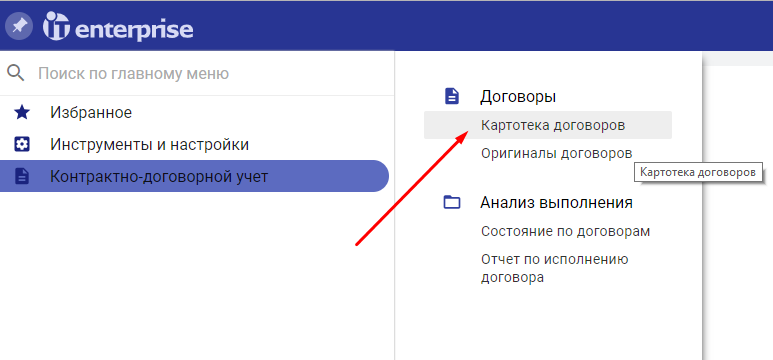 IT enterprise
Поиск по главному меню
Избранное
Инструменты и настройки
Контрактно-договорной учет
Договоры
Картотека договоров
Оригиналы договоров
Картотека договоров
Анализ выполнения
Состояние по договорам
Отчет по исполнению
договора